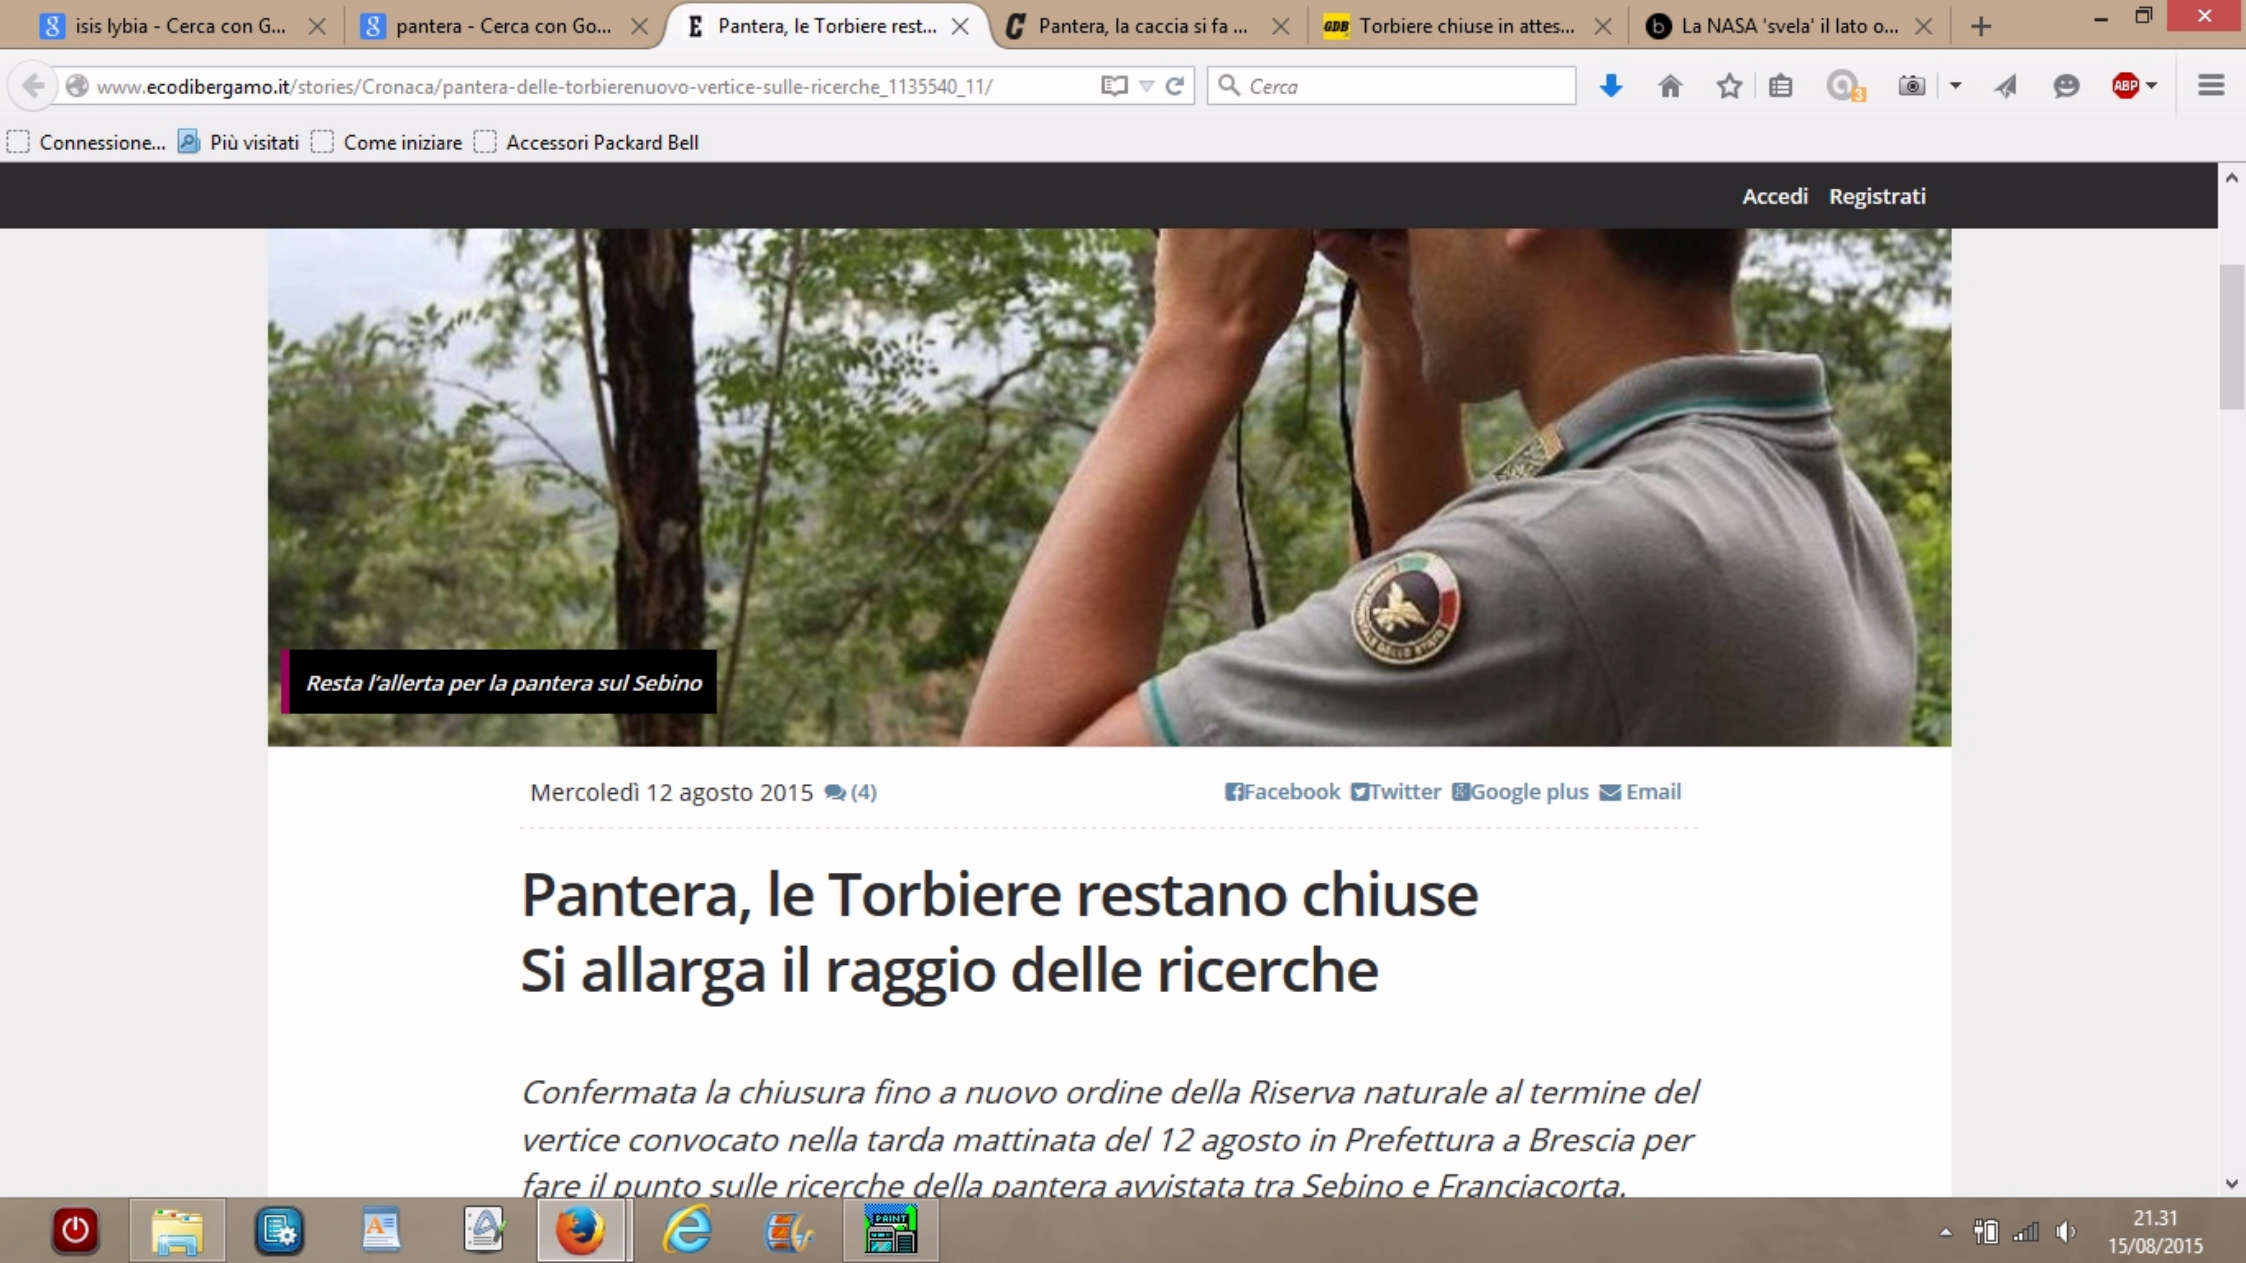 isis lybia - Cerca con G...
pantera - Cerca con Go...
Pantera, le Torbiere rest...
Pantera, la caccia si fa ...
GDB Torbiere chiuse in attes...
La NASA 'svela' il lato o...
www.ecodibergamo.it/stories/Cronaca/pantera-delle-torbierenuovo-vertice-sulle-ricerche_1135540_11/
Cerca
3
ABP
Connessione...
Più visitati
Come iniziare
Accessori Packard Bell
Accedi Registrati
Resta l'allerta per la pantera sul Sebino
Mercoledì 12 agosto 2015 (4)
Facebook Twitter Google plus Email
Pantera, le Torbiere restano chiuse
Si allarga il raggio delle ricerche
Confermata la chiusura fino a nuovo ordine della Riserva naturale al termine del
vertice convocato nella tarda mattinata del 12 agosto in Prefettura a Brescia per
fare il punto sulle ricerche della pantera avvistata tra Sebino e Franciacorta.
PAINT
21.31
15/08/2015